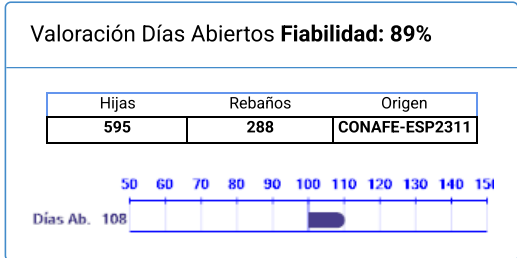 Valoración Días Abiertos Fiabilidad: 89%
Hijas Rebaños Origen
595 288 CONAFE-ESP2311
50 60 70 80 90 100 110 120 130 140 15
Días Ab. 108